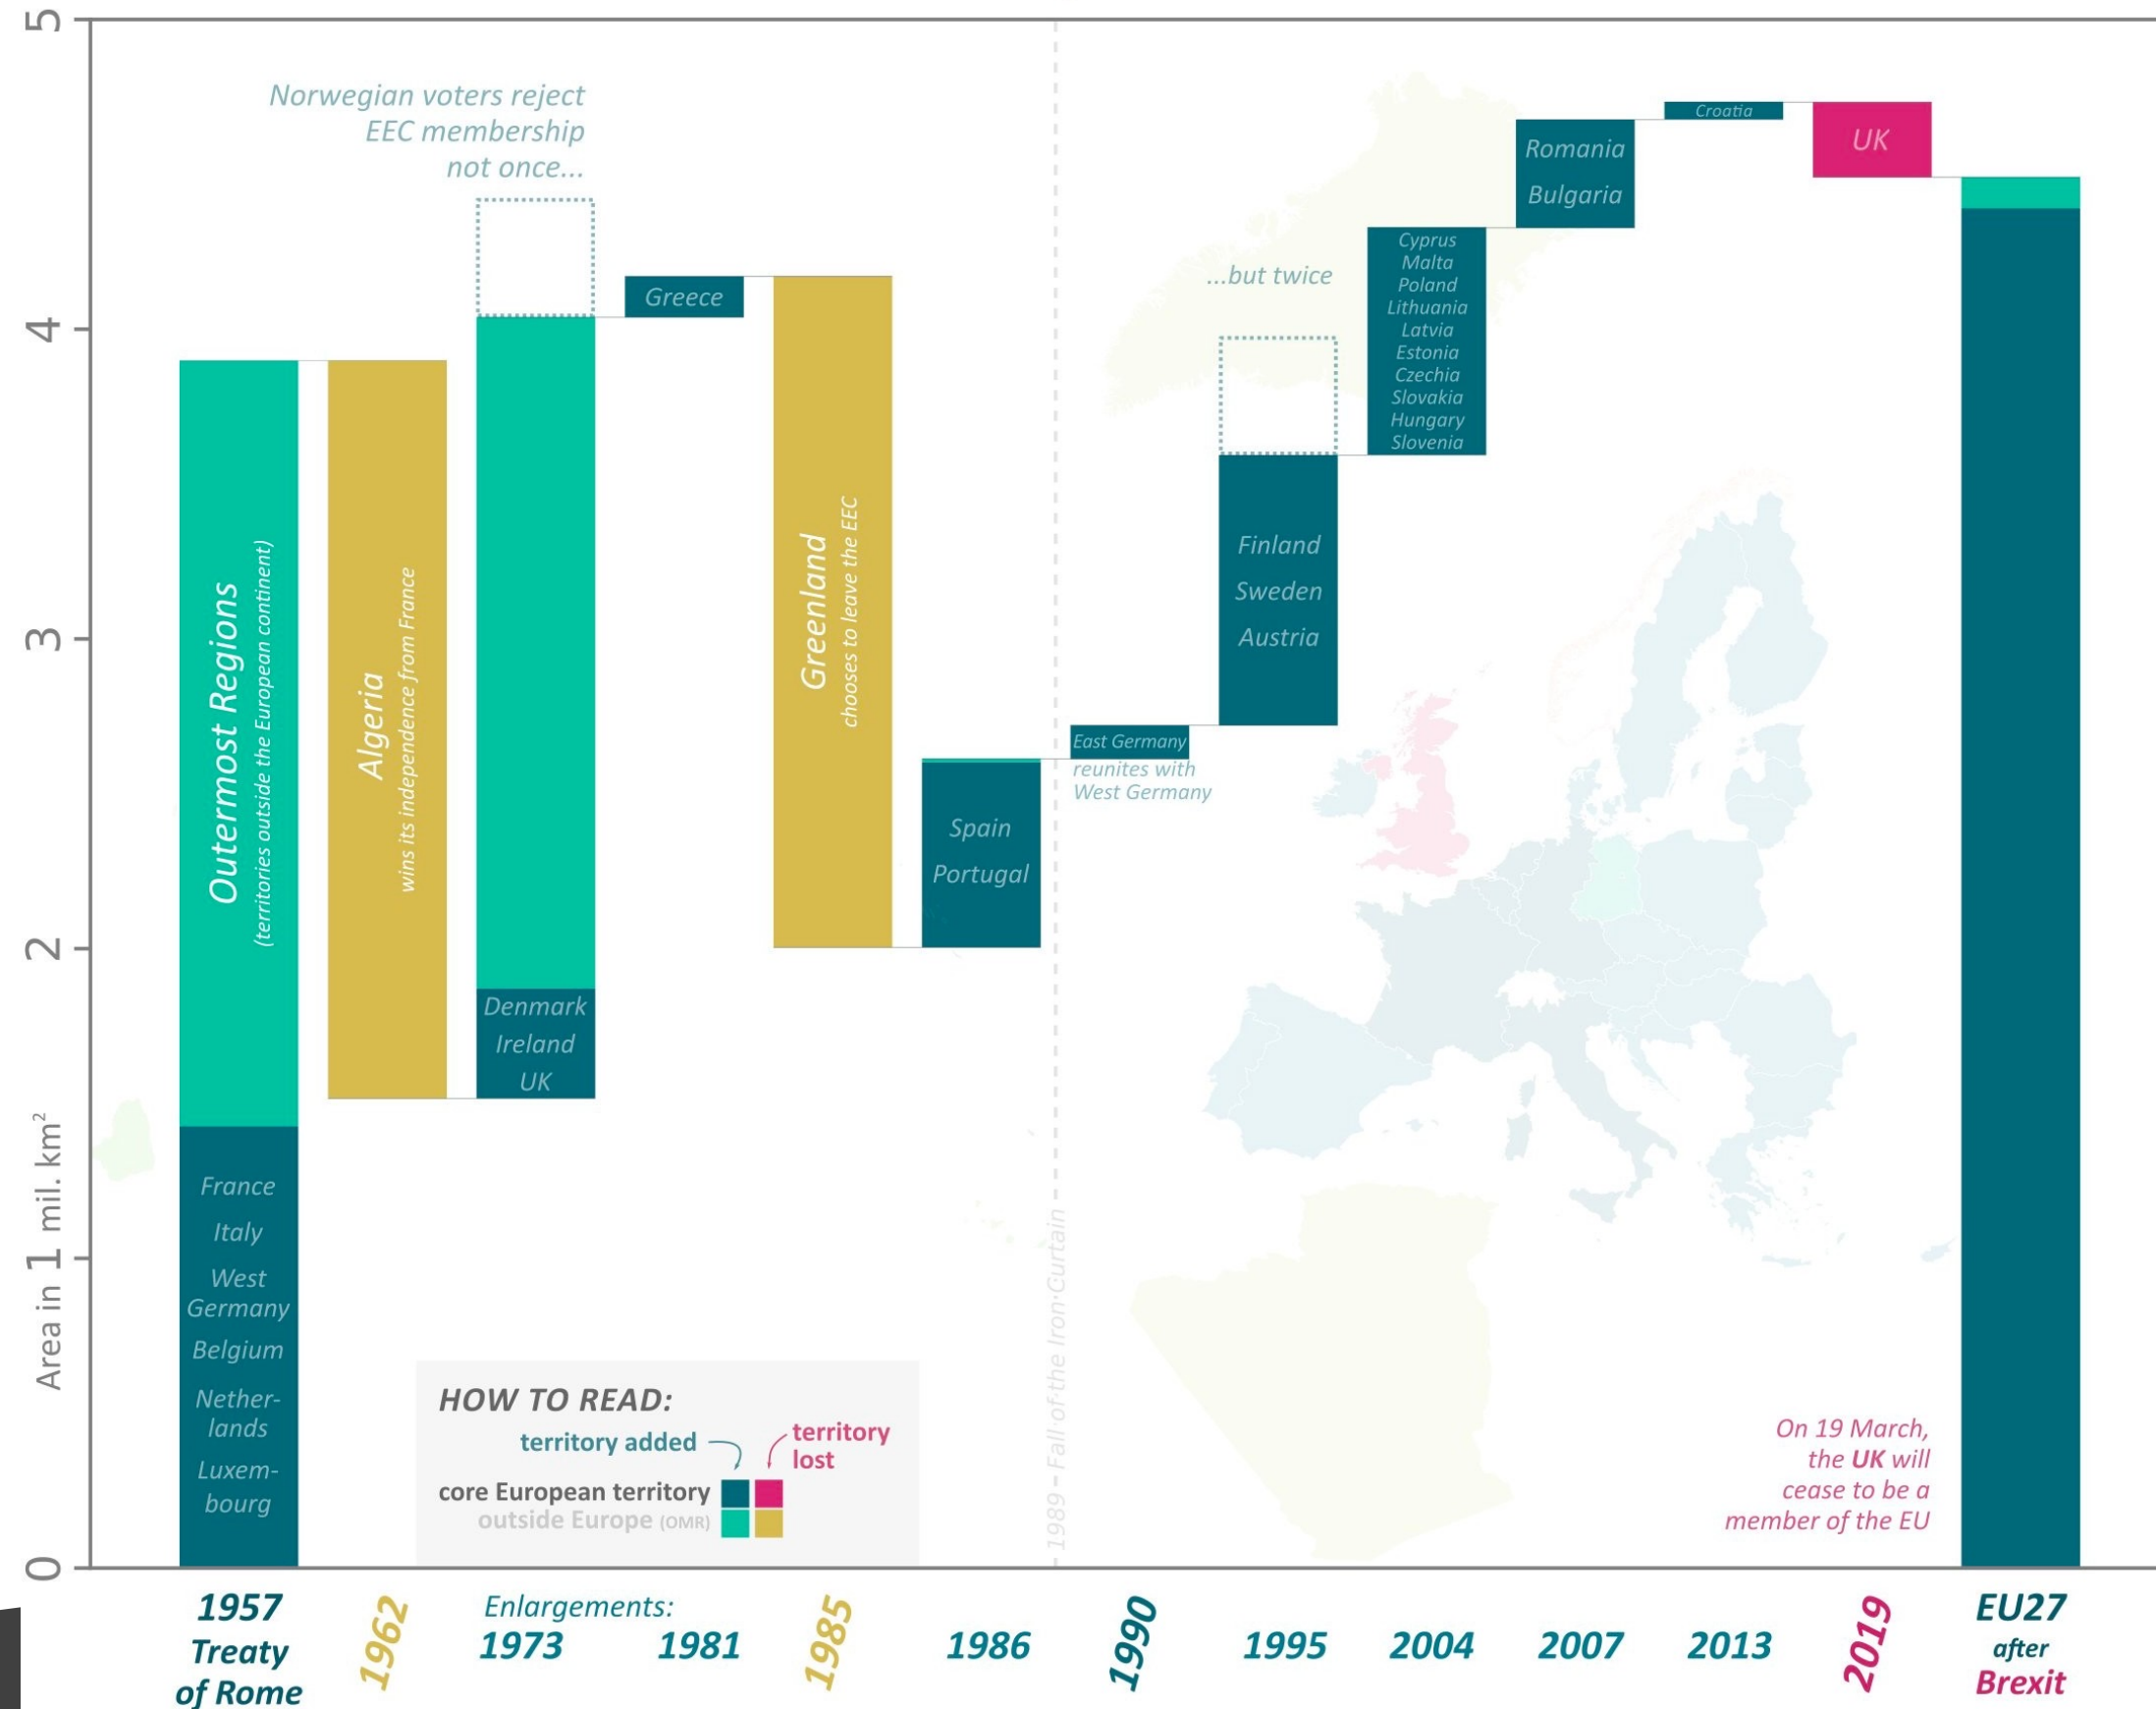 5
4
3
2
1
0
Area in 1 mil. km²
Norwegian voters reject
EEC membership
not once...
...but twice
Outermost Regions
(territories outside the European continent)
France
Italy
West
Germany
Belgium
Nether-
lands
Luxem-
bourg
Algeria
wins its independence from France
Denmark
Ireland
UK
Greece
Greenland
chooses to leave the EEC
Spain
Portugal
1989 – Fall of the Iron Curtain
East Germany
reunites with
West Germany
Finland
Sweden
Austria
Cyprus
Malta
Poland
Lithuania
Latvia
Estonia
Czechia
Slovakia
Hungary
Slovenia
Romania
Bulgaria
Croatia
UK
On 19 March,
the UK will
cease to be a
member of the EU
HOW TO READ:
territory added
territory
lost
core European territory
outside Europe (OMR)
1957
Treaty
of Rome
1962
Enlargements:
1973
1981
1985
1986
1990
1995
2004
2007
2013
2019
EU27
after
Brexit